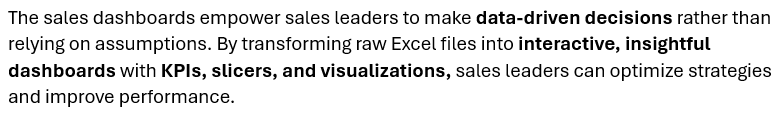 The sales dashboards empower sales leaders to make data-driven decisions rather than
relying on assumptions. By transforming raw Excel files into interactive, insightful
dashboards with KPIs, slicers, and visualizations, sales leaders can optimize strategies
and improve performance.